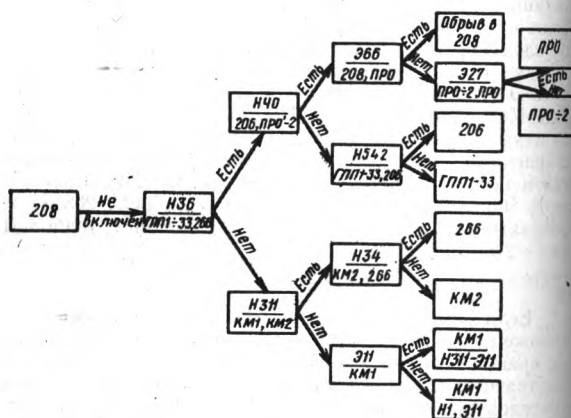 208
Не
включен
Н36
ГПП1÷33,266
Есть
Нет
Н40
206,ПРО'-2
Есть
Нет
Э66
208, ПРО
Есть
Нет
Обрыв в
208
Э27
ПРО÷2, ПРО
Есть
Нет
ПРО
ПРО÷2
Н542
ГПП1-33,206
Есть
Нет
206
ГПП1-33
Н311
КМ1, КМ2
Есть
Нет
Н34
КМ2, 266
Есть
Нет
286
КМ2
Э11
КМ1
Есть
Нет
КМ1
Н311-Э11
КМ1
Н1, Э11